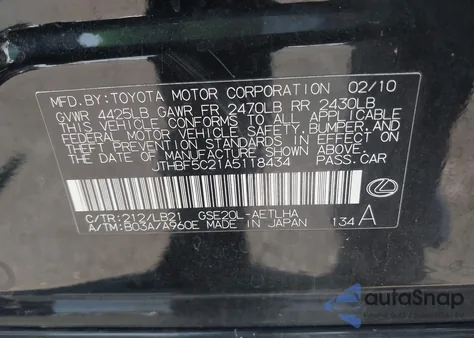 MFD. BY: TOYOTA MOTOR CORPORATION 02/10
GVWR 4425LB GAWR FR 2470LB RR 2430LB
THIS VEHICLE CONFORMS TO ALL APPLICABLE
FEDERAL MOTOR VEHICLE SAFETY, BUMPER, AND
THEFT PREVENTION STANDARDS IN EFFECT ON
THE DATE OF MANUFACTURE SHOWN ABOVE.
JTHBF5C21A5118434 PASS. CAR
C/TR: 212/LB21 GSE20L-AETLHA
A/TM: B03A/A960E MADE IN JAPAN 134 A
autoSnap